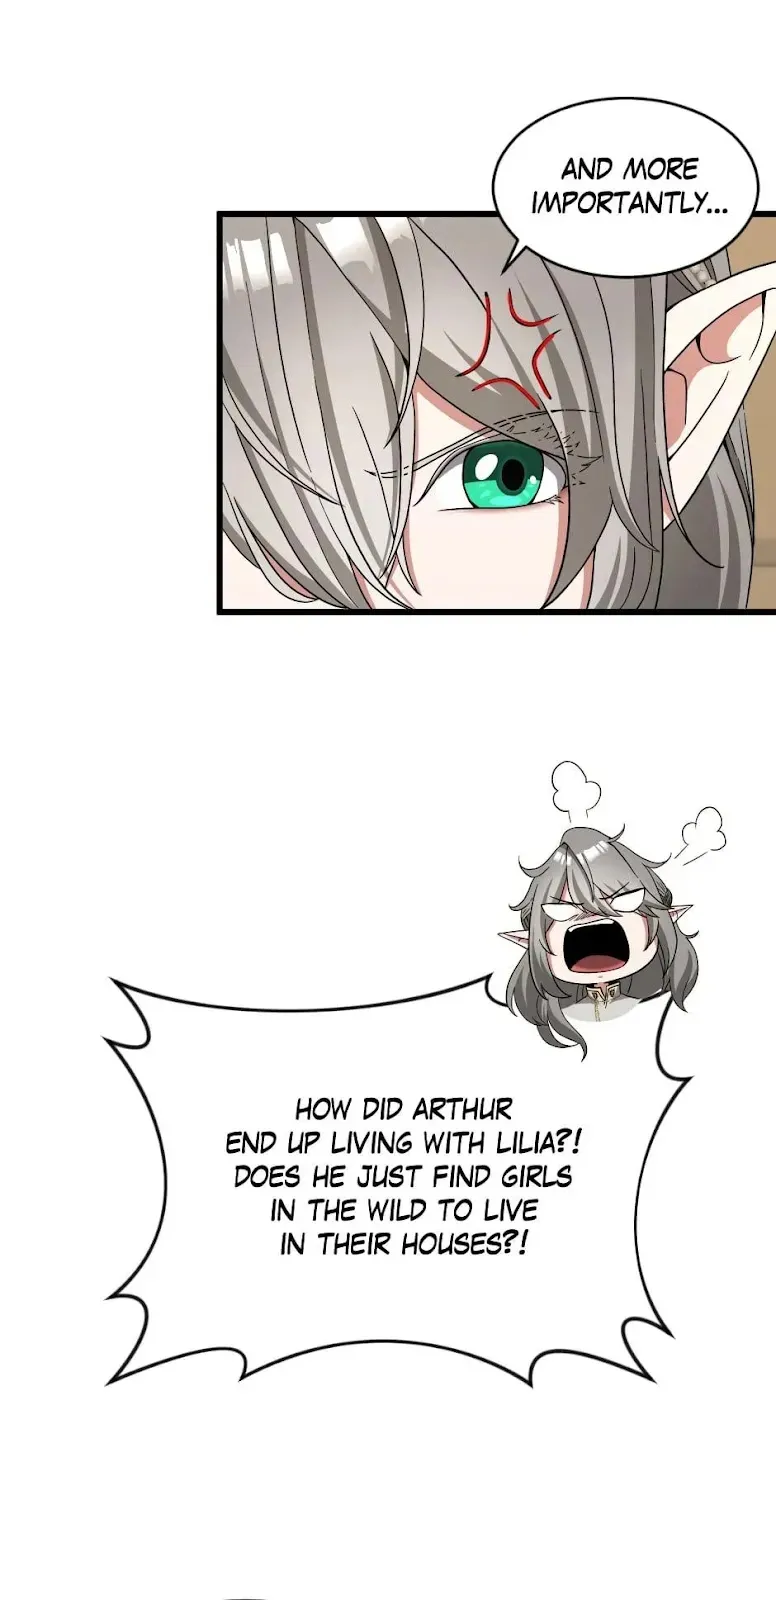 AND MORE
IMPORTANTLY...
HOW DID ARTHUR
END UP LIVING WITH LILIA?!
DOES HE JUST FIND GIRLS
IN THE WILD TO LIVE
IN THEIR HOUSES?!